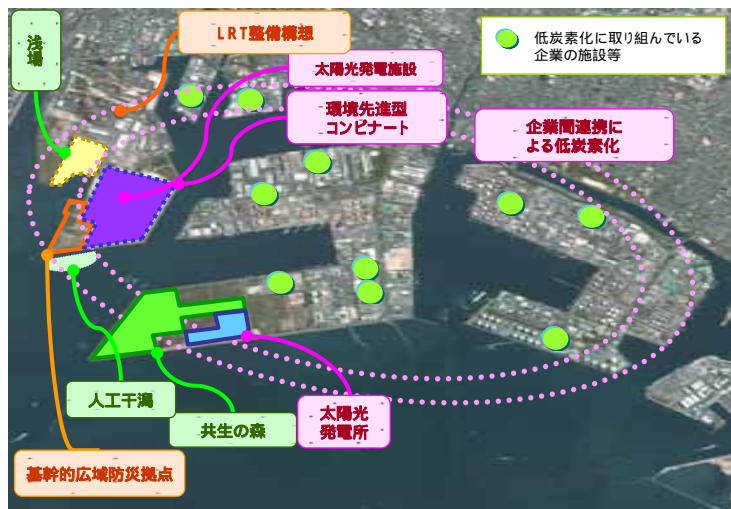 浅場
LRT整備構想
低炭素化に取り組んでいる
企業の施設等
太陽光発電施設
環境先進型
コンビナート
企業間連携に
よる低炭素化
人工干潟
共生の森
太陽光
発電所
基幹的広域防災拠点